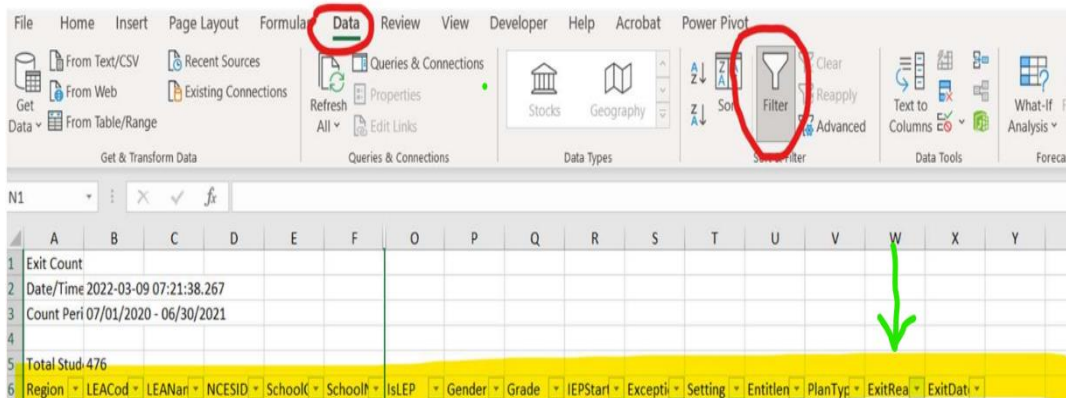 File Home Insert Page Layout Formulas Data Review View Developer Help Acrobat Power Pivot
Get Data
From Text/CSV
From Web
From Table/Range
Recent Sources
Existing Connections
Get & Transform Data
Refresh All
Queries & Connections
Properties
Edit Links
Queries & Connections
Stocks
Geography
Data Types
Sort
Filter
Clear
Reapply
Advanced
Sort & Filter
Text to Columns
Data Tools
What-If Analysis
Foreca
N1 fx
A B C D E F O P Q R S T U V W X Y
1 Exit Count
2 Date/Time 2022-03-09 07:21:38.267
3 Count Peri 07/01/2020 - 06/30/2021
4
5 Total Stud 476
6 Region LEACod LEANan NCESID SchoolC SchoolN IsLEP Gender Grade IEPStart Excepti Setting Entitlen PlanTyp ExitRea ExitDat